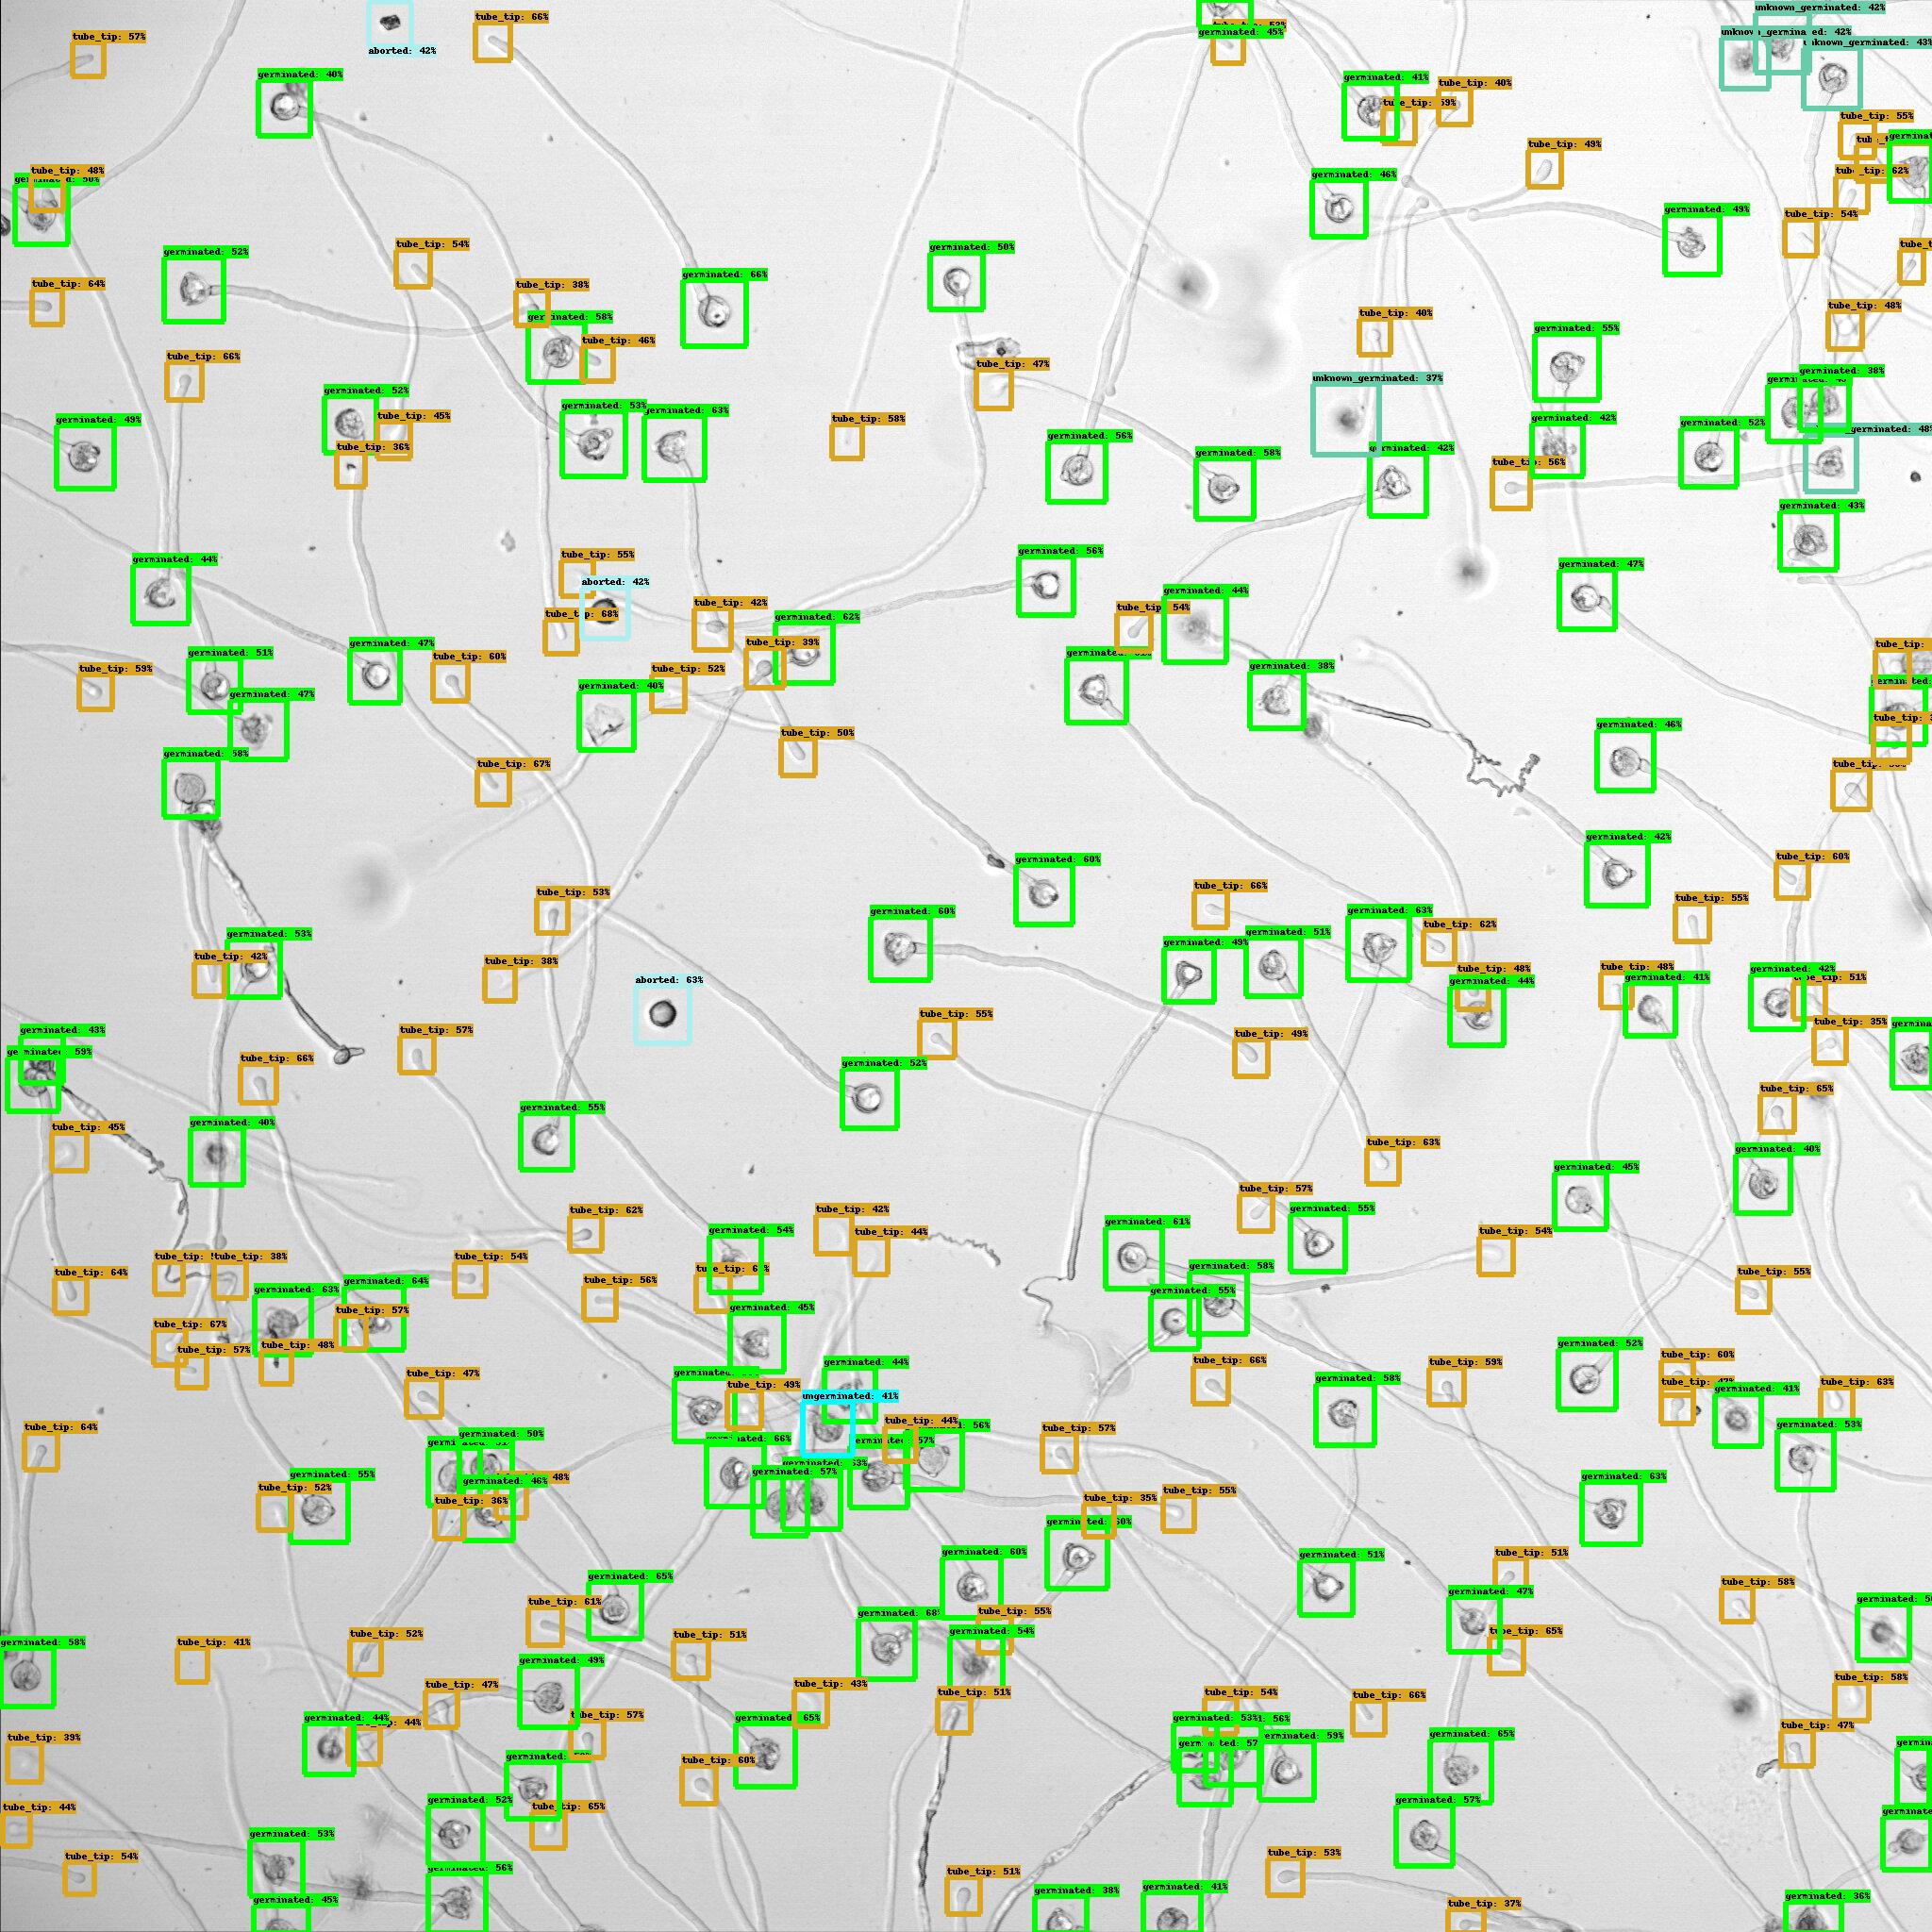 unknown_germinated: 42%
tube_tip: 66%
tube_tip: 57%
aborted: 42%
germinated: 45%
unknown_germinated: 43%
germinated: 40%
germinated: 41%
tube_tip: 40%
tube_tip: 59%
tube_tip: 55%
tube_tip: 49%
tube_tip: 48%
tube_tip: 62%
germinated: 46%
germinated: 49%
tube_tip: 54%
germinated: 52%
tube_tip: 54%
germinated: 50%
tube_tip: 64%
tube_tip: 38%
germinated: 66%
germinated: 58%
tube_tip: 40%
tube_tip: 48%
tube_tip: 46%
germinated: 55%
tube_tip: 66%
tube_tip: 47%
unknown_germinated: 37%
germinated: 38%
germinated: 52%
germinated: 49%
tube_tip: 45%
germinated: 53%
germinated: 63%
tube_tip: 58%
germinated: 56%
germinated: 42%
germinated: 52%
tube_tip: 36%
germinated: 58%
germinated: 42%
tube_tip: 56%
germinated: 43%
germinated: 44%
tube_tip: 55%
germinated: 56%
germinated: 47%
aborted: 42%
germinated: 44%
tube_tip: 68%
tube_tip: 42%
germinated: 62%
tube_tip: 54%
germinated: 51%
germinated: 47%
tube_tip: 60%
tube_tip: 39%
tube_tip: 59%
tube_tip: 52%
germinated: 38%
germinated: 47%
germinated: 40%
germinated: 58%
tube_tip: 67%
tube_tip: 50%
germinated: 46%
germinated: 60%
germinated: 42%
tube_tip: 60%
tube_tip: 53%
tube_tip: 66%
tube_tip: 55%
germinated: 53%
germinated: 60%
germinated: 51%
germinated: 63%
tube_tip: 62%
tube_tip: 42%
tube_tip: 38%
germinated: 49%
tube_tip: 48%
germinated: 44%
tube_tip: 48%
germinated: 41%
germinated: 42%
tube_tip: 51%
aborted: 63%
germinated: 43%
germinated: 59%
tube_tip: 57%
tube_tip: 55%
tube_tip: 49%
tube_tip: 35%
tube_tip: 66%
germinated: 52%
tube_tip: 65%
germinated: 40%
tube_tip: 45%
germinated: 55%
tube_tip: 63%
germinated: 45%
germinated: 40%
tube_tip: 62%
tube_tip: 42%
tube_tip: 57%
germinated: 55%
germinated: 54%
tube_tip: 44%
germinated: 61%
tube_tip: 54%
tube_tip: 38%
tube_tip: 54%
tube_tip: 64%
tube_tip: 56%
germinated: 58%
tube_tip: 55%
germinated: 63%
germinated: 64%
germinated: 55%
tube_tip: 57%
germinated: 45%
tube_tip: 67%
tube_tip: 57%
tube_tip: 48%
germinated: 52%
tube_tip: 47%
germinated: 44%
tube_tip: 66%
tube_tip: 59%
tube_tip: 60%
tube_tip: 49%
ungerminated: 41%
germinated: 58%
germinated: 41%
tube_tip: 63%
tube_tip: 64%
germinated: 50%
germinated: 66%
tube_tip: 44%
tube_tip: 57%
germinated: 53%
germinated: 55%
germinated: 57%
germinated: 46%
tube_tip: 52%
tube_tip: 36%
tube_tip: 35%
tube_tip: 55%
germinated: 63%
germinated: 60%
germinated: 51%
tube_tip: 51%
germinated: 65%
tube_tip: 61%
germinated: 68%
tube_tip: 55%
germinated: 47%
tube_tip: 58%
germinated: 58%
tube_tip: 41%
tube_tip: 52%
tube_tip: 51%
germinated: 54%
tube_tip: 65%
germinated: 49%
tube_tip: 47%
tube_tip: 43%
tube_tip: 51%
tube_tip: 54%
tube_tip: 66%
tube_tip: 58%
germinated: 44%
tube_tip: 57%
germinated: 65%
germinated: 53%
germinated: 59%
germinated: 65%
tube_tip: 47%
tube_tip: 39%
tube_tip: 60%
tube_tip: 44%
germinated: 52%
tube_tip: 65%
germinated: 57%
germinated: 53%
tube_tip: 54%
germinated: 56%
tube_tip: 51%
tube_tip: 53%
germinated: 45%
germinated: 38%
germinated: 41%
tube_tip: 37%
germinated: 36%